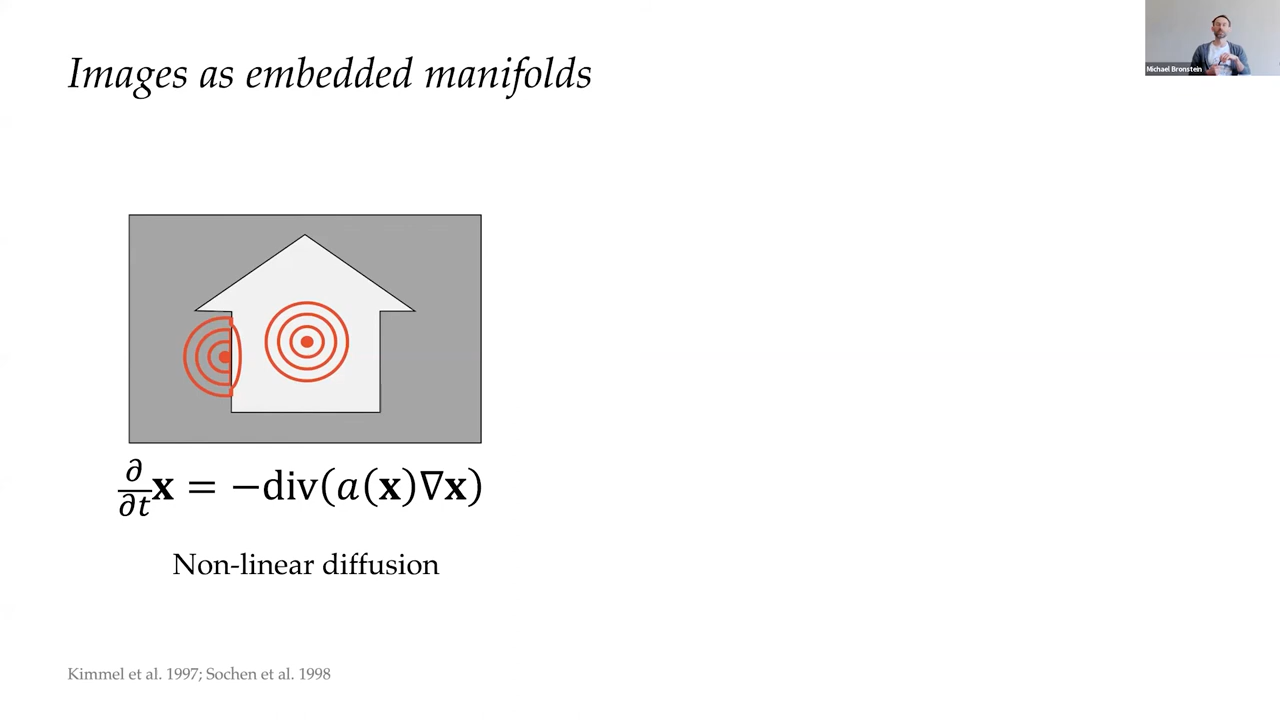 Images as embedded manifolds
Michael Bronstein
∂/∂t x = −div(a(x)∇x)
Non-linear diffusion
Kimmel et al. 1997; Sochen et al. 1998